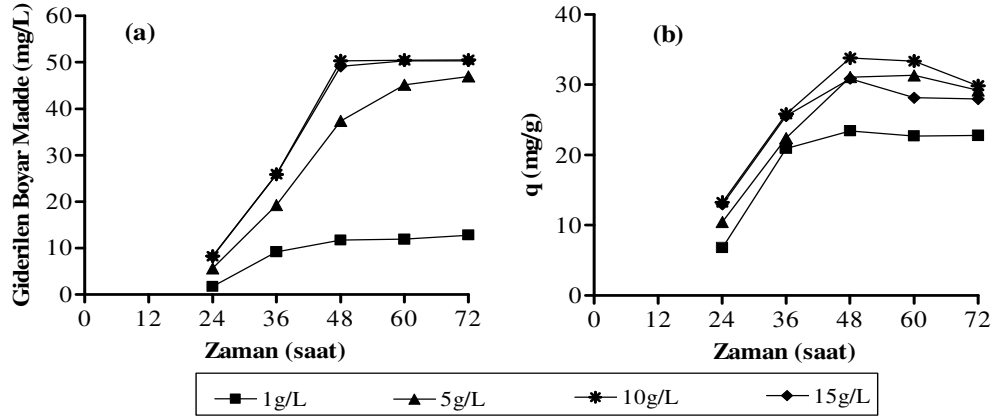 (a)
Giderilen Boyar Madde (mg/L)
60
50
40
30
20
10
0
0 12 24 36 48 60 72
Zaman (saat)
(b)
q (mg/g)
40
30
20
10
0
0 12 24 36 48 60 72
Zaman (saat)
1g/L 5g/L 10g/L 15g/L